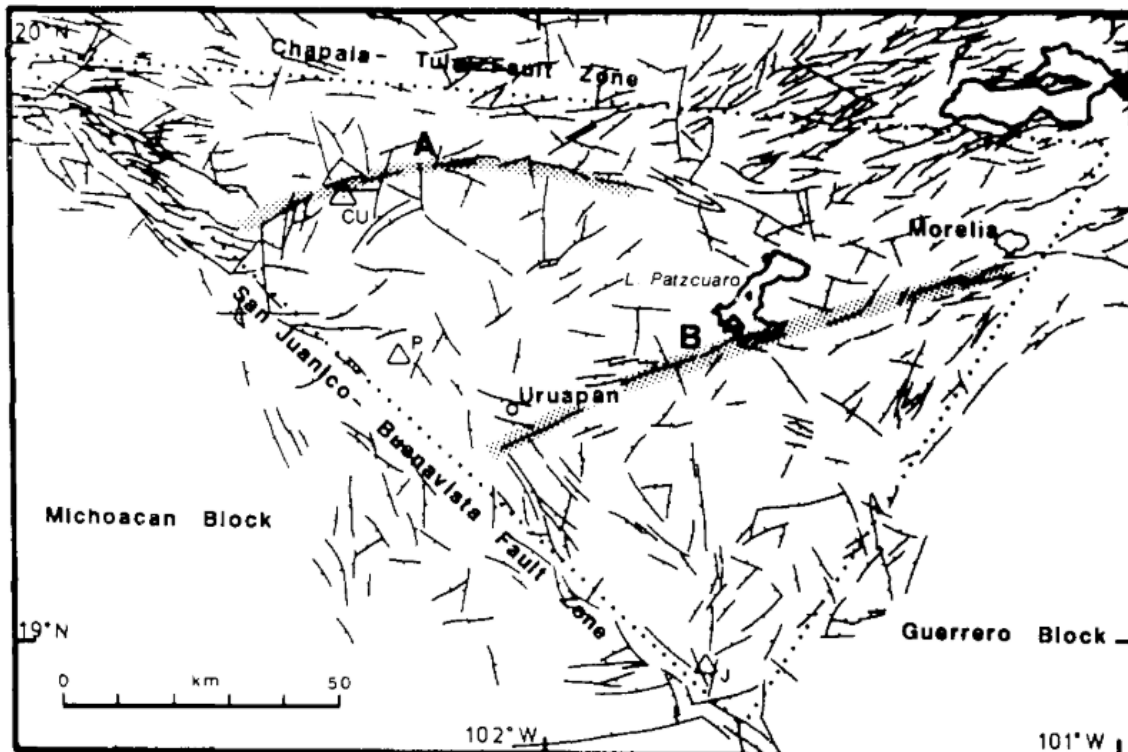 20°N
Chapala- Tula Fault Zone
A
CU
Morelia
L. Patzcuaro
San Juanico- Buenavista Fault Zone
P
B
Uruapan
Michoacan Block
19°N
Guerrero Block
0 km 50
J
102°W
101°W